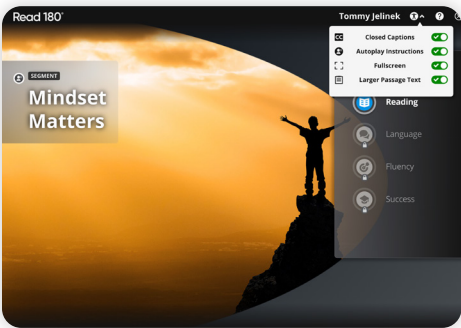 Read 180
Tommy Jelinek
CC
Closed Captions
Autoplay Instructions
Fullscreen
Larger Passage Text
SEGMENT
Mindset
Matters
Reading
Language
Fluency
Success